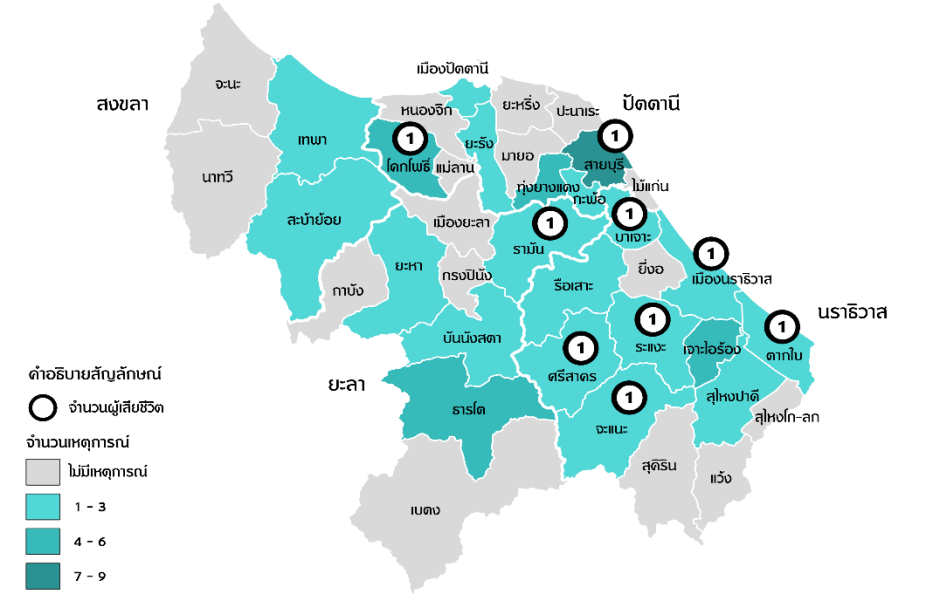 เมืองปัตตานี
จะนะ
สงขลา
หนองจิก
ยะหริ่ง
ปะนาเระ
ปัตตานี
เทพา
1
ยะรัง
1
โคกโพธิ์
แม่ลาน
มายอ
สายบุรี
นาทวี
ทุ่งยางแดง
ไม้แก่น
กะพ้อ
สะบ้าย้อย
เมืองยะลา
1
1
รามัน
บาเจาะ
ยะหา
กรงปินัง
1
ยี่งอ
เมืองนราธิวาส
กาบัง
รือเสาะ
นราธิวาส
1
1
บันนังสตา
1
ระแงะ
เจาะไอร้อง
ตากใบ
คำอธิบายสัญลักษณ์
ศรีสาคร
ยะลา
1
สุไหงปาดี
จำนวนผู้เสียชีวิต
ธารโต
สุไหงโก-ลก
จะแนะ
จำนวนเหตุการณ์
ไม่มีเหตุการณ์
สุคิริน
แว้ง
1 - 3
เบตง
4 - 6
7 - 9